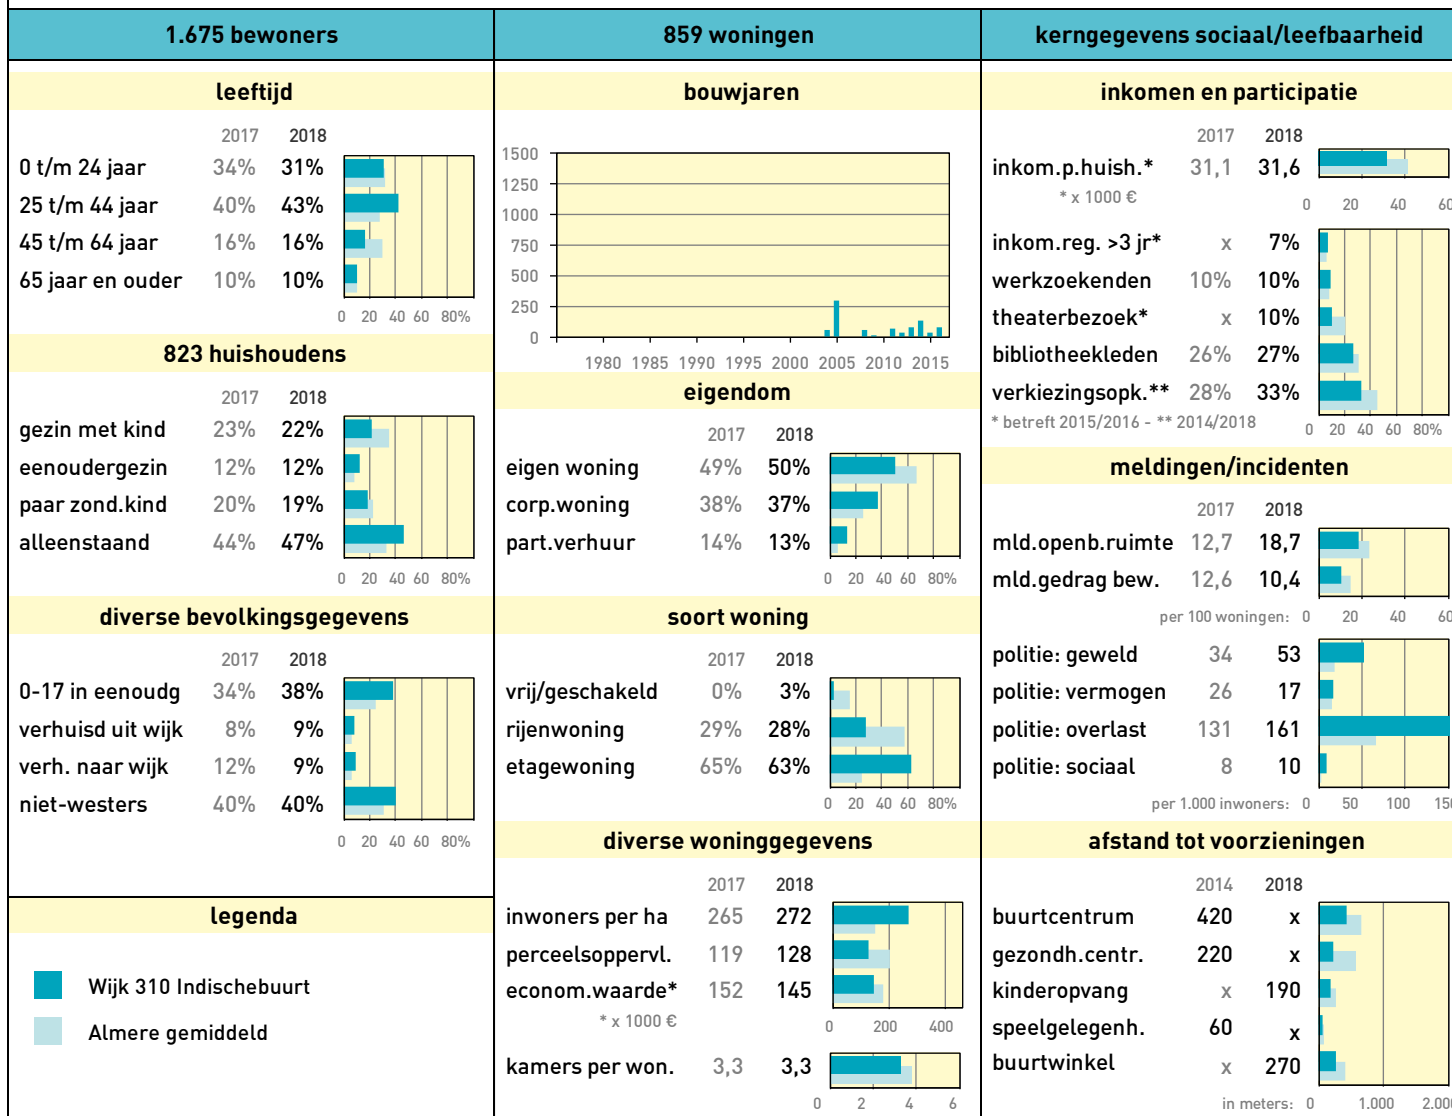 1.675 bewoners
leeftijd
2017 2018
0 t/m 24 jaar 34% 31%
25 t/m 44 jaar 40% 43%
45 t/m 64 jaar 16% 16%
65 jaar en ouder 10% 10%
0 20 40 60 80%
823 huishoudens
2017 2018
gezin met kind 23% 22%
eenoudergezin 12% 12%
paar zond.kind 20% 19%
alleenstaand 44% 47%
0 20 40 60 80%
diverse bevolkingsgegevens
2017 2018
0-17 in eenoudg 34% 38%
verhuisd uit wijk 8% 9%
verh. naar wijk 12% 9%
niet-westers 40% 40%
0 20 40 60 80%
legenda
Wijk 310 Indischebuurt
Almere gemiddeld
859 woningen
bouwjaren
1500
1250
1000
750
500
250
0
1980 1985 1990 1995 2000 2005 2010 2015
eigendom
2017 2018
eigen woning 49% 50%
corp.woning 38% 37%
part.verhuur 14% 13%
0 20 40 60 80%
soort woning
2017 2018
vrij/geschakeld 0% 3%
rijenwoning 29% 28%
etagewoning 65% 63%
0 20 40 60 80%
diverse woninggegevens
2017 2018
inwoners per ha 265 272
perceelsoppervl. 119 128
econom.waarde* 152 145
* x 1000 €
0 200 400
kamers per won. 3,3 3,3
0 2 4 6
kerngegevens sociaal/leefbaarheid
inkomen en participatie
2017 2018
inkom.p.huish.* 31,1 31,6
* x 1000 €
0 20 40 60
inkom.reg. >3 jr* x 7%
werkzoekenden 10% 10%
theaterbezoek* x 10%
bibliotheekleden 26% 27%
verkiezingsopk.** 28% 33%
* betreft 2015/2016 - ** 2014/2018
0 20 40 60 80%
meldingen/incidenten
2017 2018
mld.openb.ruimte 12,7 18,7
mld.gedrag bew. 12,6 10,4
per 100 woningen: 0 20 40 60
politie: geweld 34 53
politie: vermogen 26 17
politie: overlast 131 161
politie: sociaal 8 10
per 1.000 inwoners: 0 50 100 150
afstand tot voorzieningen
2014 2018
buurtcentrum 420 x
gezondh.centr. 220 x
kinderopvang x 190
speelgelegenh. 60 x
buurtwinkel x 270
in meters: 0 1.000 2.000